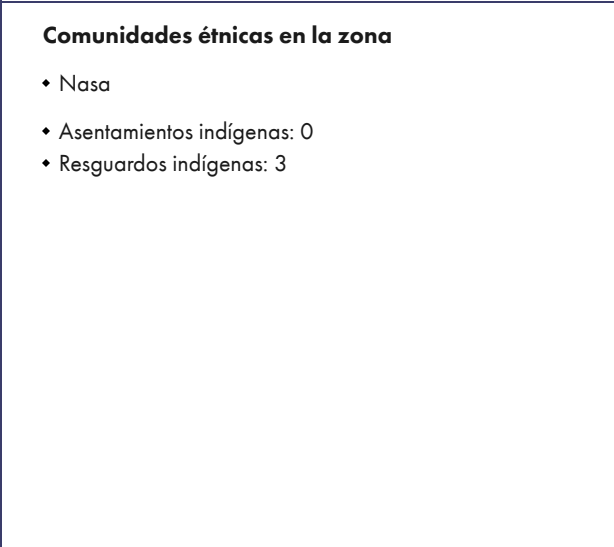 Comunidades étnicas en la zona
◆ Nasa
◆ Asentamientos indígenas: 0
◆ Resguardos indígenas: 3